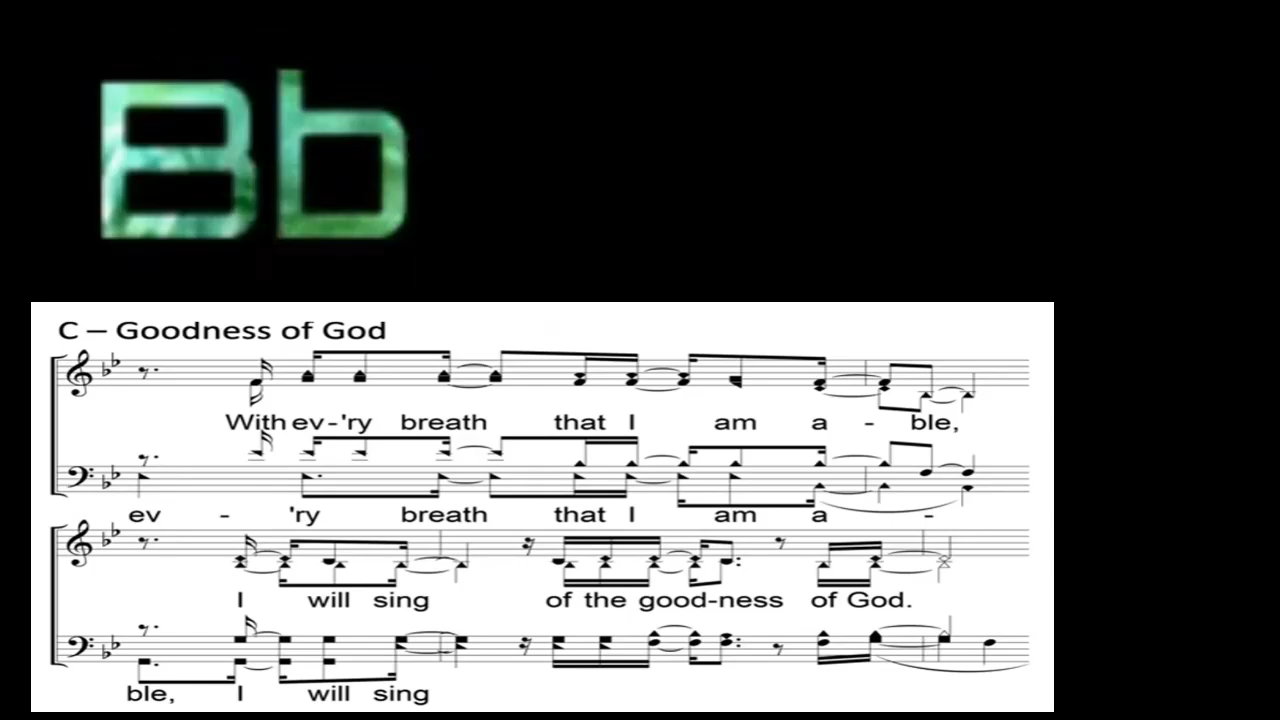 Bb
C – Goodness of God
With ev-'ry breath that I am a - ble,
ev - 'ry breath that I am a -
I will sing of the good-ness of God.
ble, I will sing